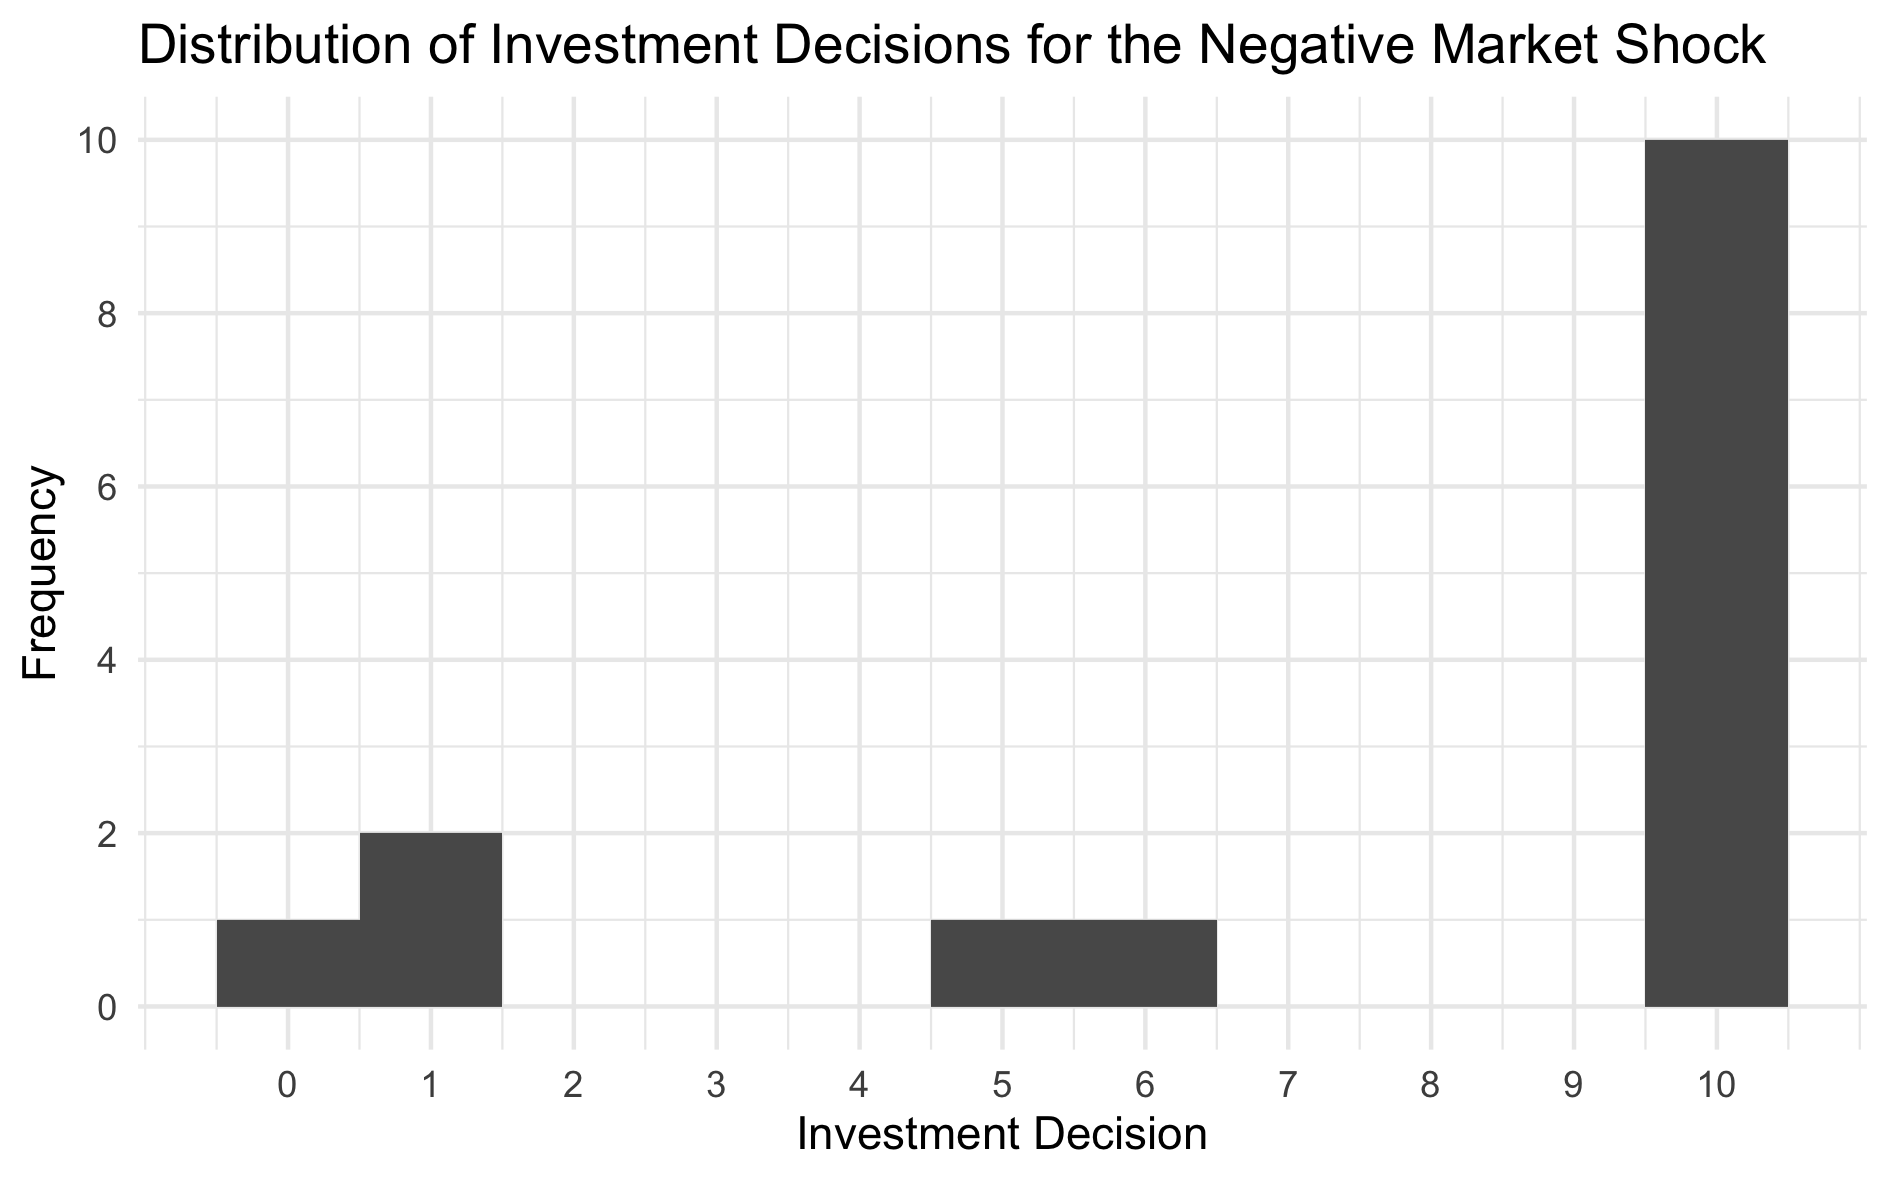 Distribution of Investment Decisions for the Negative Market Shock
10
8
6
4
2
0
Frequency
0 1 2 3 4 5 6 7 8 9 10
Investment Decision